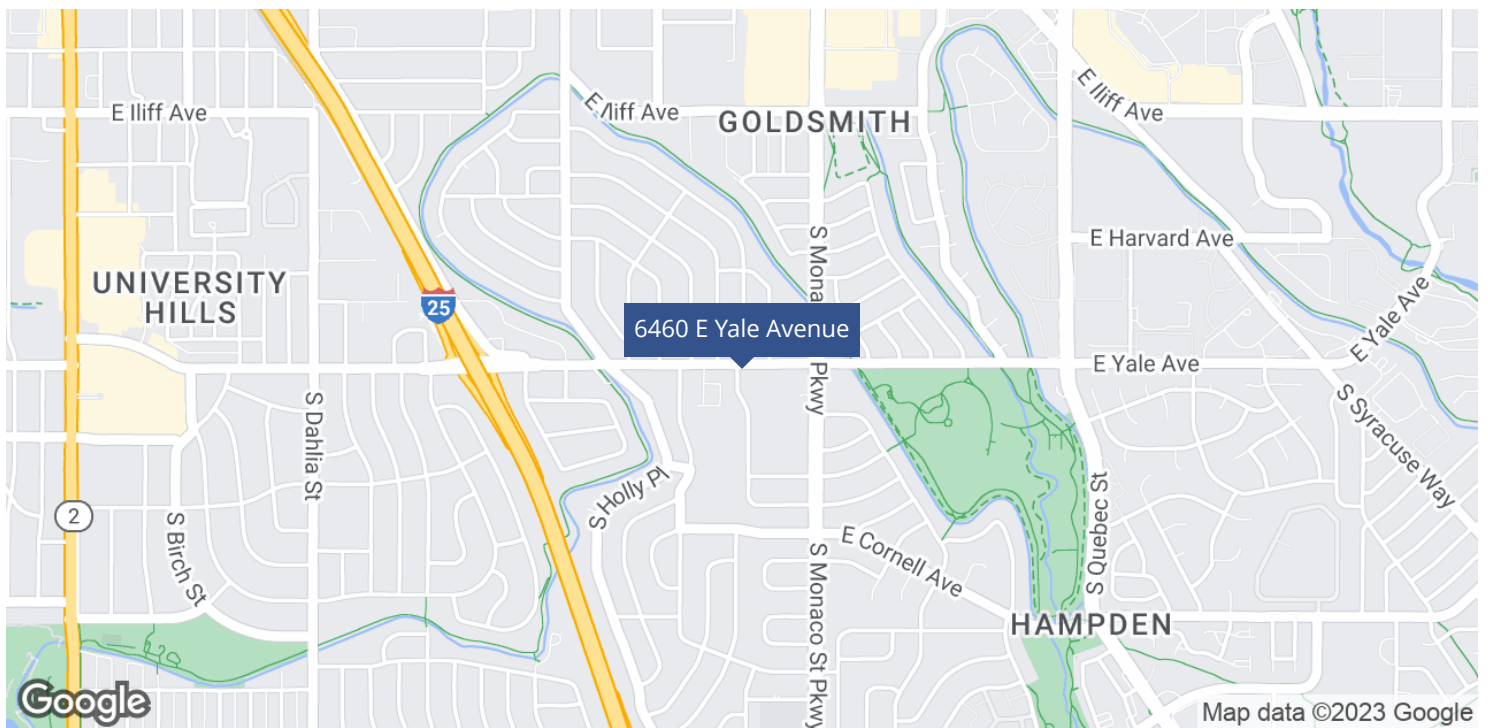 E Iliff Ave
E Iliff Ave
GOLDSMITH
E Iliff Ave
E Harvard Ave
UNIVERSITY
HILLS
25
S Mona
6460 E Yale Avenue
Pkwy
E Yale Ave
E Yale Ave
S Dahlia St
S Syracuse Way
2
S Birch St
S Holly Pl
E Cornell Ave
S Quebec St
S Monaco St Pkwy
HAMPDEN
Google
Map data ©2023 Google